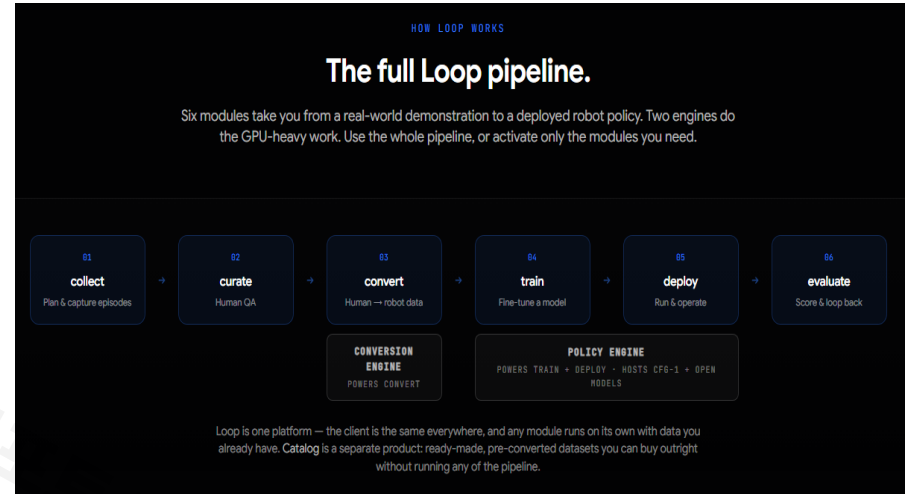 HOW LOOP WORKS
The full Loop pipeline.
Six modules take you from a real-world demonstration to a deployed robot policy. Two engines do
the GPU-heavy work. Use the whole pipeline, or activate only the modules you need.
01
collect
Plan & capture episodes
→
02
curate
Human QA
→
03
convert
Human → robot data
→
04
train
Fine-tune a model
→
05
deploy
Run & operate
→
06
evaluate
Score & loop back
CONVERSION
ENGINE
POWERS CONVERT
POLICY ENGINE
POWERS TRAIN + DEPLOY · HOSTS CFG-1 + OPEN
MODELS
Loop is one platform — the client is the same everywhere, and any module runs on its own with data you
already have. Catalog is a separate product: ready-made, pre-converted datasets you can buy outright
without running any of the pipeline.